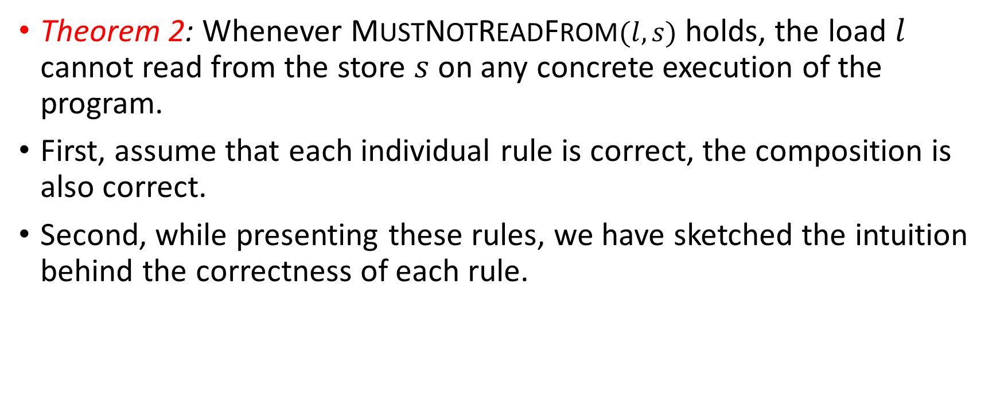 • Theorem 2: Whenever MUSTNOTREADFROM(l, s) holds, the load l
cannot read from the store s on any concrete execution of the
program.
• First, assume that each individual rule is correct, the composition is
also correct.
• Second, while presenting these rules, we have sketched the intuition
behind the correctness of each rule.